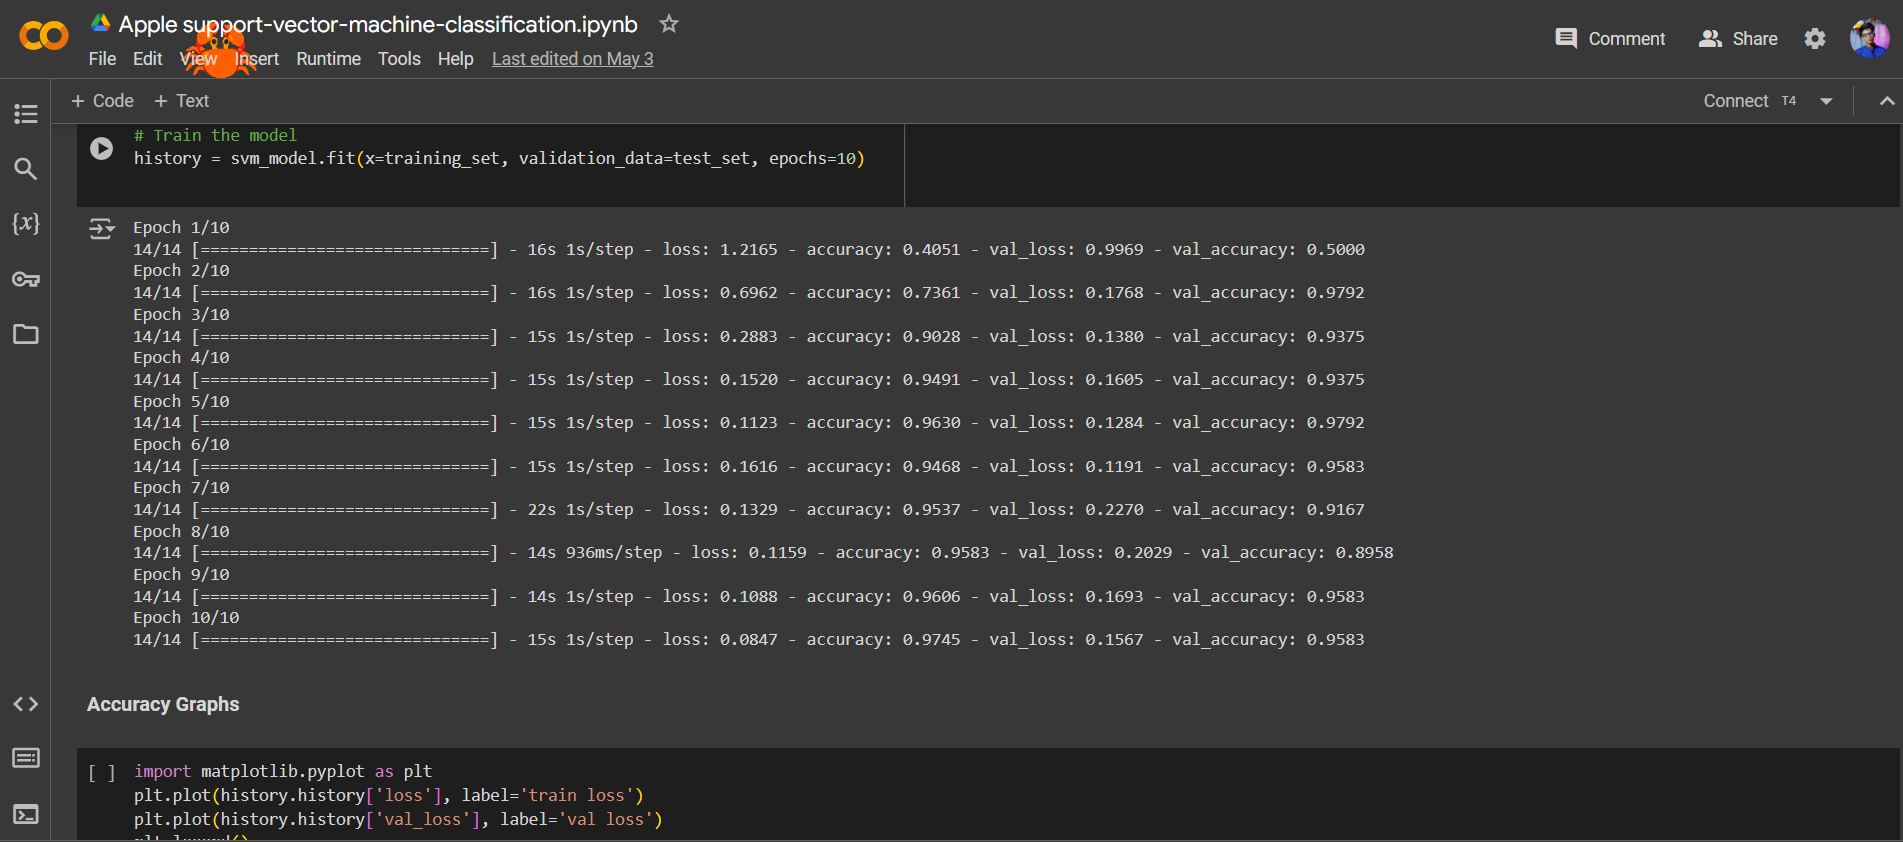 Apple support-vector-machine-classification.ipynb
File Edit View Insert Runtime Tools Help Last edited on May 3
Comment Share
+ Code + Text
Connect T4
{x}
# Train the model
history = svm_model.fit(x=training_set, validation_data=test_set, epochs=10)
Epoch 1/10
14/14 [==============================] - 16s 1s/step - loss: 1.2165 - accuracy: 0.4051 - val_loss: 0.9969 - val_accuracy: 0.5000
Epoch 2/10
14/14 [==============================] - 16s 1s/step - loss: 0.6962 - accuracy: 0.7361 - val_loss: 0.1768 - val_accuracy: 0.9792
Epoch 3/10
14/14 [==============================] - 15s 1s/step - loss: 0.2883 - accuracy: 0.9028 - val_loss: 0.1380 - val_accuracy: 0.9375
Epoch 4/10
14/14 [==============================] - 15s 1s/step - loss: 0.1520 - accuracy: 0.9491 - val_loss: 0.1605 - val_accuracy: 0.9375
Epoch 5/10
14/14 [==============================] - 15s 1s/step - loss: 0.1123 - accuracy: 0.9630 - val_loss: 0.1284 - val_accuracy: 0.9792
Epoch 6/10
14/14 [==============================] - 15s 1s/step - loss: 0.1616 - accuracy: 0.9468 - val_loss: 0.1191 - val_accuracy: 0.9583
Epoch 7/10
14/14 [==============================] - 22s 1s/step - loss: 0.1329 - accuracy: 0.9537 - val_loss: 0.2270 - val_accuracy: 0.9167
Epoch 8/10
14/14 [==============================] - 14s 936ms/step - loss: 0.1159 - accuracy: 0.9583 - val_loss: 0.2029 - val_accuracy: 0.8958
Epoch 9/10
14/14 [==============================] - 14s 1s/step - loss: 0.1088 - accuracy: 0.9606 - val_loss: 0.1693 - val_accuracy: 0.9583
Epoch 10/10
14/14 [==============================] - 15s 1s/step - loss: 0.0847 - accuracy: 0.9745 - val_loss: 0.1567 - val_accuracy: 0.9583
Accuracy Graphs
[ ] import matplotlib.pyplot as plt
plt.plot(history.history['loss'], label='train loss')
plt.plot(history.history['val_loss'], label='val loss')